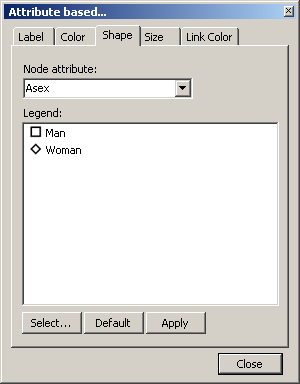 Attribute based...
Label Color Shape Size Link Color
Node attribute:
Asex
Legend:
Man
Woman
Select... Default Apply
Close